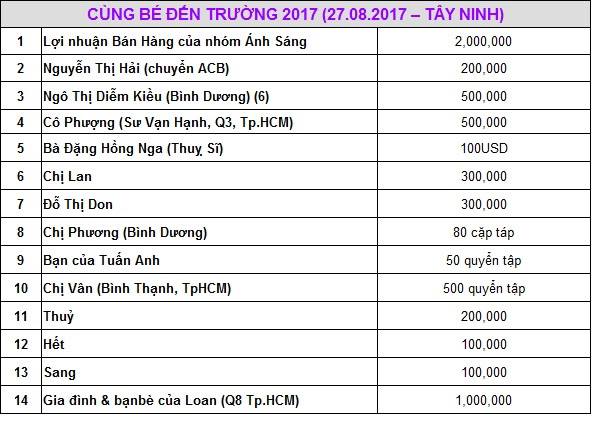 CÙNG BÉ ĐẾN TRƯỜNG 2017 (27.08.2017 – TÂY NINH)
1 Lợi nhuận Bán Hàng của nhóm Ánh Sáng 2,000,000
2 Nguyễn Thị Hải (chuyển ACB) 200,000
3 Ngô Thị Diễm Kiều (Bình Dương) (6) 500,000
4 Cô Phượng (Sư Vạn Hạnh, Q3, Tp.HCM) 500,000
5 Bà Đặng Hồng Nga (Thuỵ Sĩ) 100USD
6 Chị Lan 300,000
7 Đỗ Thị Don 300,000
8 Chị Phương (Bình Dương) 80 cặp táp
9 Bạn của Tuấn Anh 50 quyển tập
10 Chị Vân (Bình Thạnh, TpHCM) 500 quyển tập
11 Thuỷ 200,000
12 Hết 100,000
13 Sang 100,000
14 Gia đình & bạnbè của Loan (Q8 Tp.HCM) 1,000,000